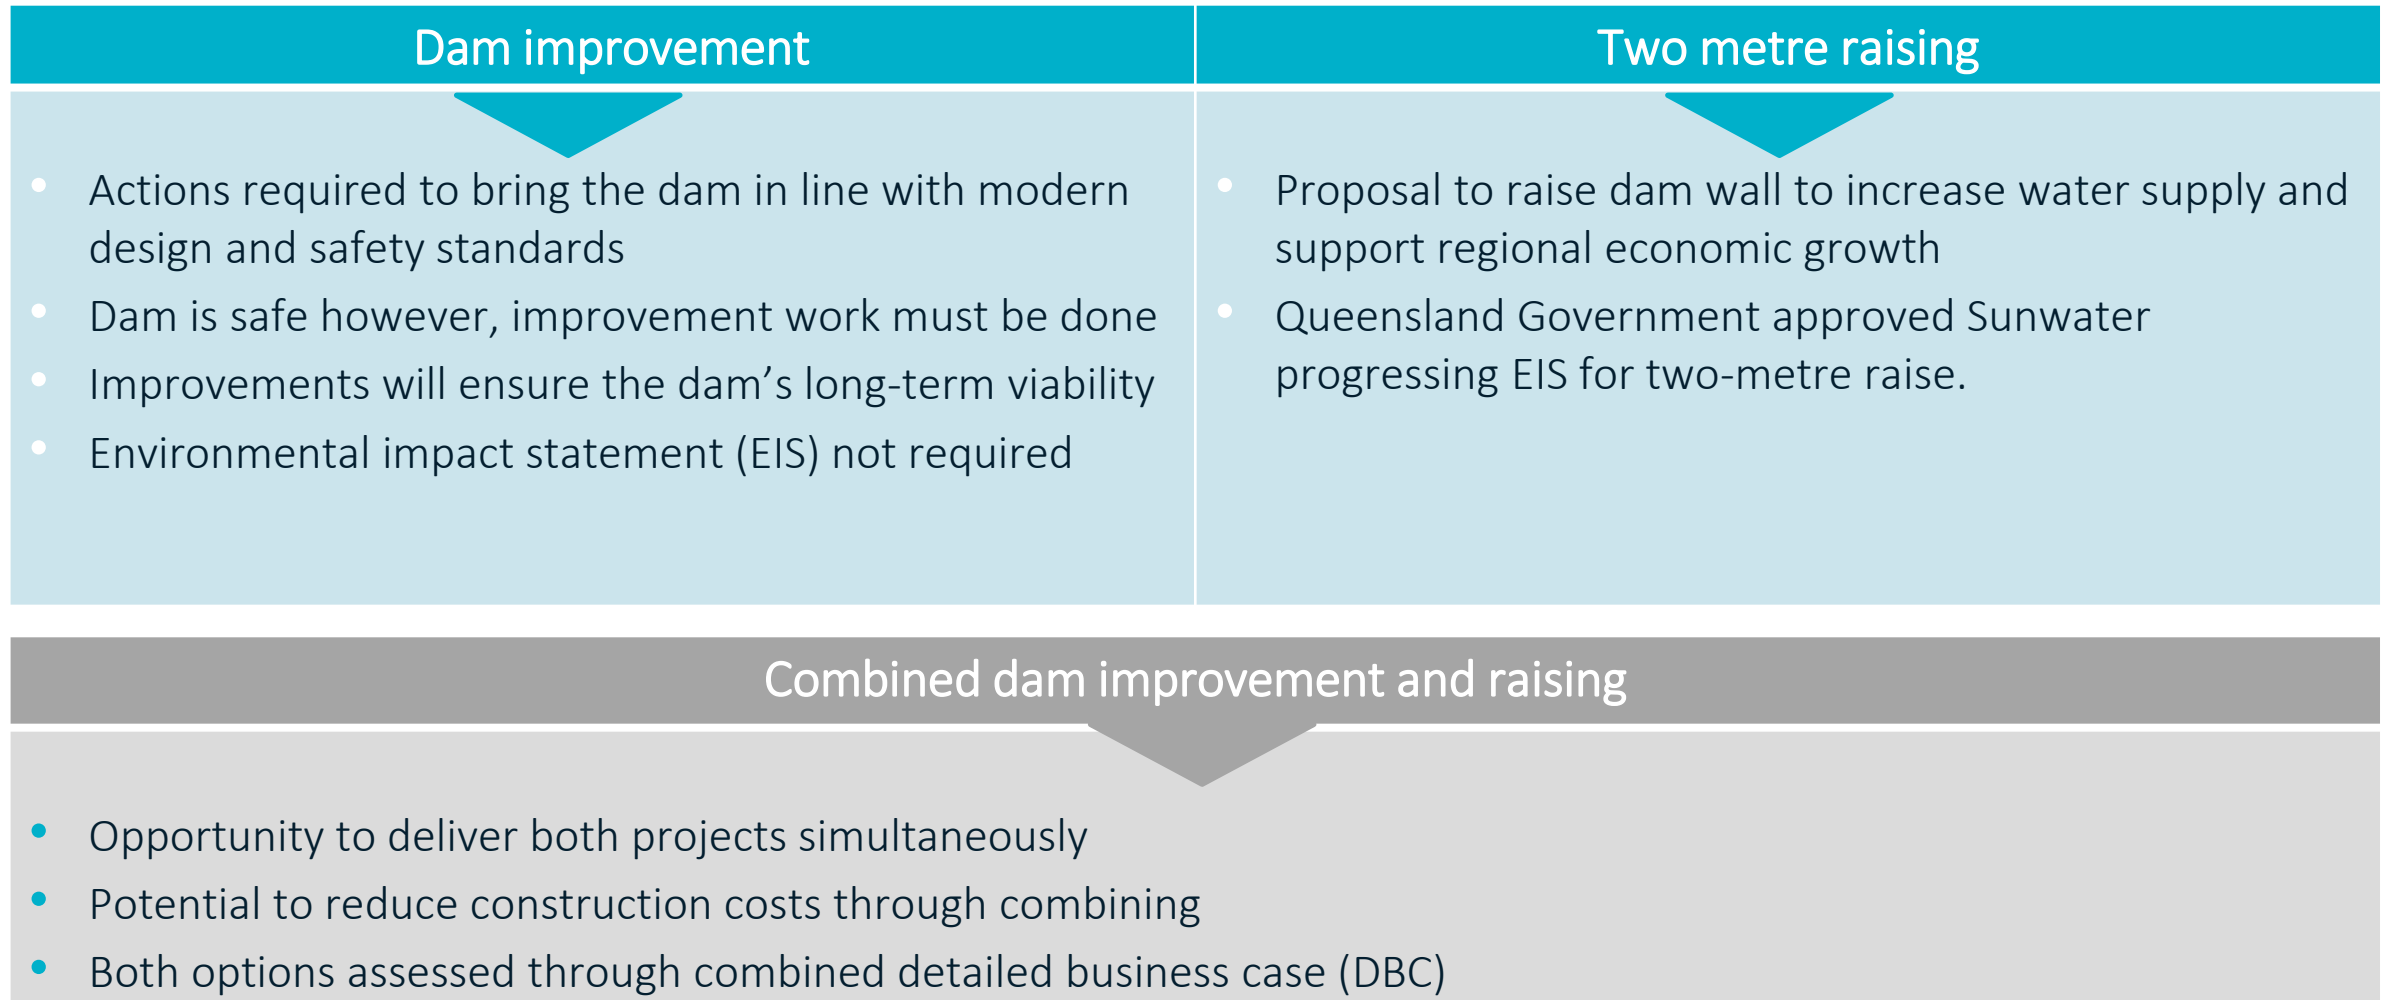 Dam improvement
Actions required to bring the dam in line with modern
design and safety standards
Dam is safe however, improvement work must be done
Improvements will ensure the dam’s long-term viability
Environmental impact statement (EIS) not required
Two metre raising
Proposal to raise dam wall to increase water supply and
support regional economic growth
Queensland Government approved Sunwater
progressing EIS for two-metre raise.
Combined dam improvement and raising
Opportunity to deliver both projects simultaneously
Potential to reduce construction costs through combining
Both options assessed through combined detailed business case (DBC)